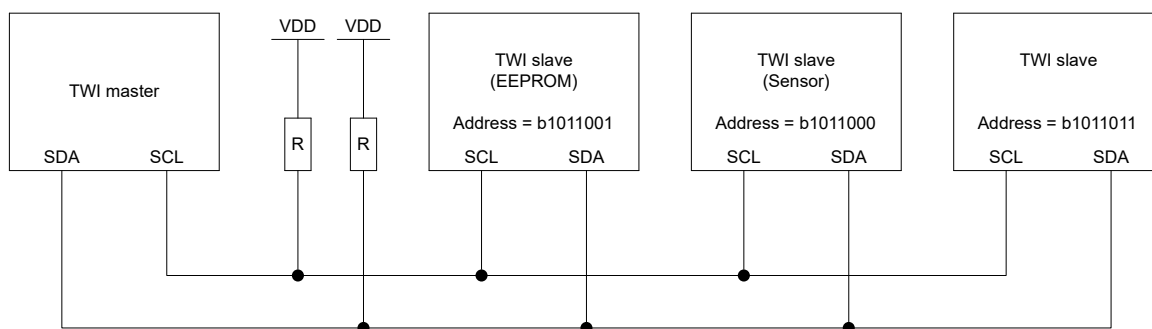 TWI master
SDA SCL
VDD VDD
R R
TWI slave
(EEPROM)
Address = b1011001
SCL SDA
TWI slave
(Sensor)
Address = b1011000
SCL SDA
TWI slave
Address = b1011011
SCL SDA